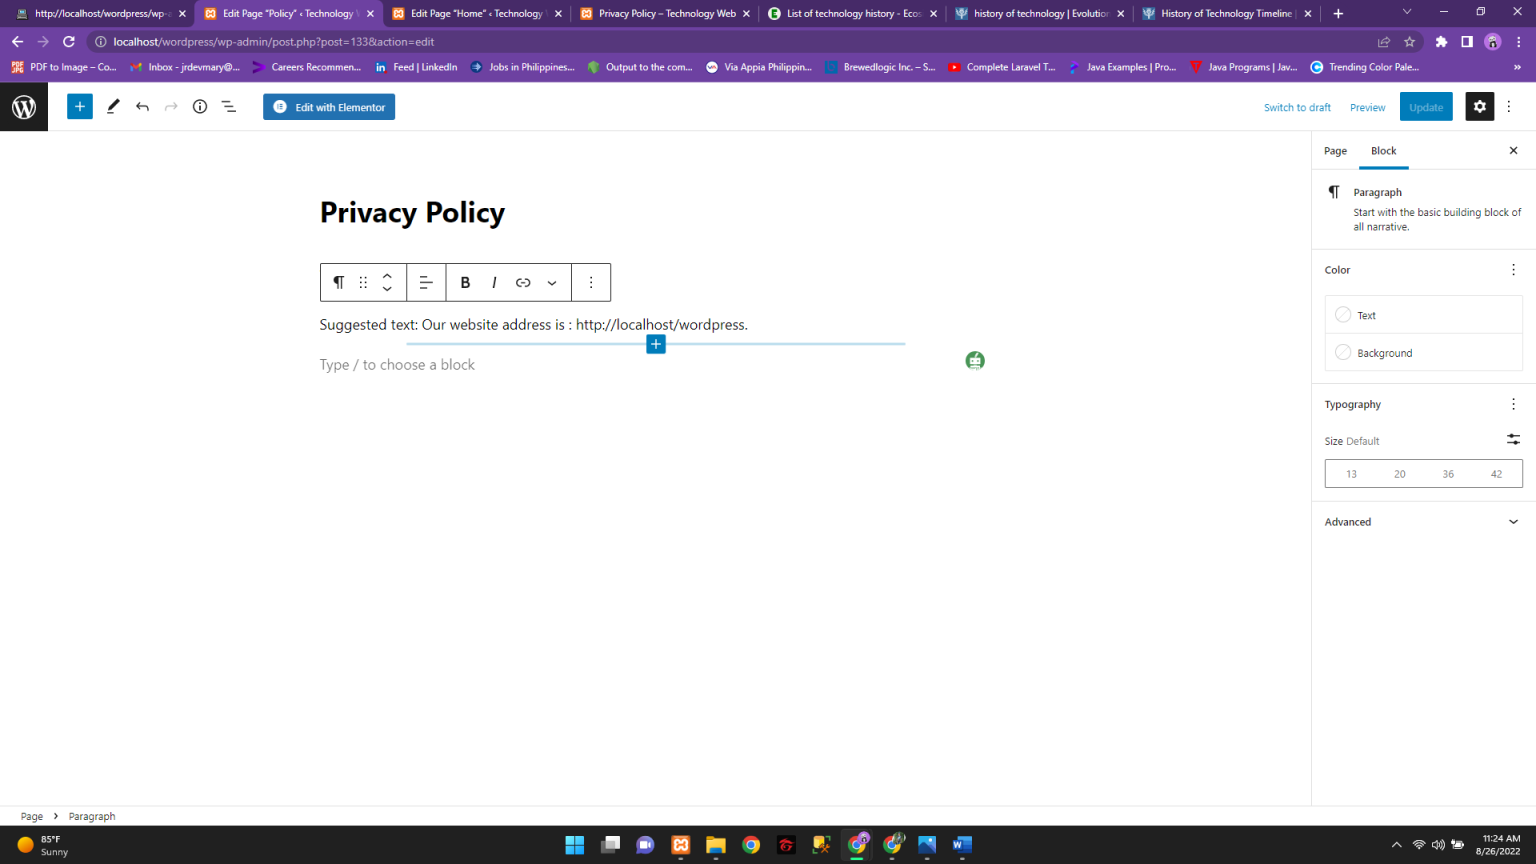 http://localhost/wordpress/wp-a
Edit Page "Policy" ‹ Technology W
Edit Page "Home" ‹ Technology W
Privacy Policy – Technology Web
List of technology history - Ecos
history of technology | Evolution
History of Technology Timeline |
localhost/wordpress/wp-admin/post.php?post=133&action=edit
PDF to Image – Co...
Inbox - jrdevmary@...
Careers Recommen...
Feed | LinkedIn
Jobs in Philippines...
Output to the com...
Via Appia Philippin...
Brewedlogic Inc. – S...
Complete Laravel T...
Java Examples | Pro...
Java Programs | Jav...
Trending Color Pale...
»
Edit with Elementor
Switch to draft
Preview
Update
Page
Block
Paragraph
Start with the basic building block of
all narrative.
Privacy Policy
B
I
Suggested text: Our website address is : http://localhost/wordpress.
Type / to choose a block
Color
Text
Background
Typography
Size Default
13 20 36 42
Advanced
Page › Paragraph
85°F
Sunny
11:24 AM
8/26/2022